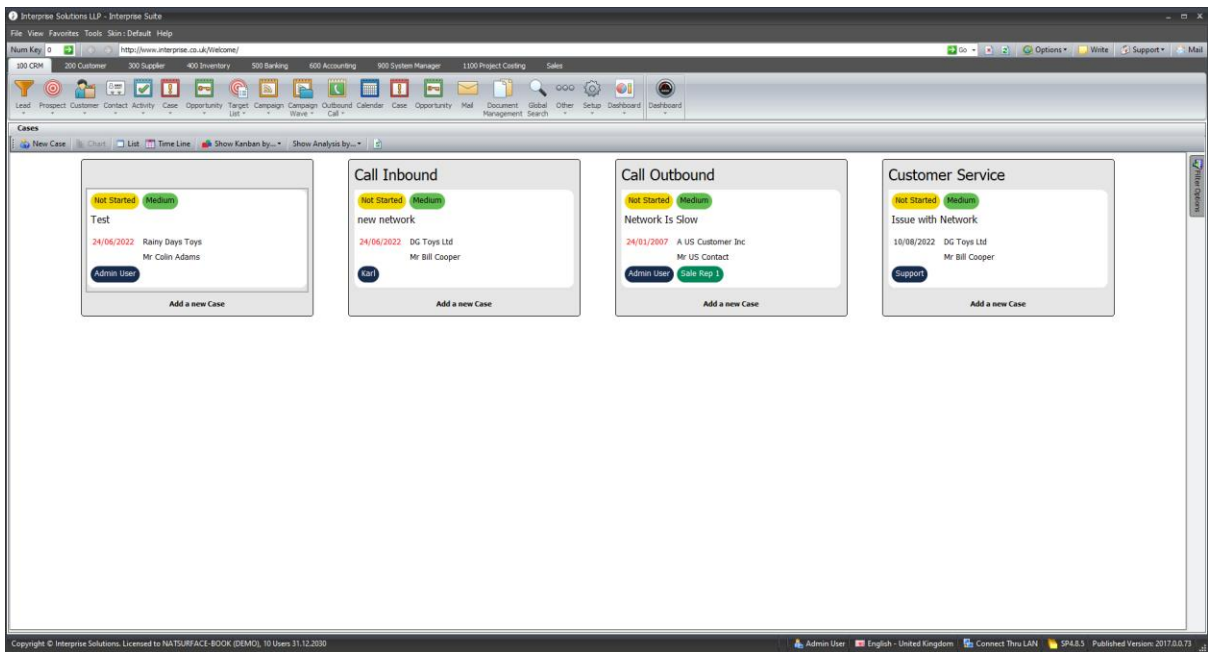 Interprise Solutions LLP - Interprise Suite
File View Favorites Tools Skin : Default Help
Num Key 0 http://www.interprise.co.uk/Welcome/ Go Options Write Support Mail
100 CRM 200 Customer 300 Supplier 400 Inventory 500 Banking 600 Accounting 900 System Manager 1100 Project Costing Sales
Lead Prospect Customer Contact Activity Case Opportunity Target Campaign Campaign Outbound Calendar Case Opportunity Mail Document Global Other Setup Dashboard Dashboard
List Wave Call Management Search
Cases
New Case Chart List Time Line Show Kanban by... Show Analysis by...
Filter Options
Not Started Medium
Test
24/06/2022 Rainy Days Toys
Mr Colin Adams
Admin User
Add a new Case
Call Inbound
Not Started Medium
new network
24/06/2022 DG Toys Ltd
Mr Bill Cooper
Karl
Add a new Case
Call Outbound
Not Started Medium
Network Is Slow
24/01/2007 A US Customer Inc
Mr US Contact
Admin User Sale Rep 1
Add a new Case
Customer Service
Not Started Medium
Issue with Network
10/08/2022 DG Toys Ltd
Mr Bill Cooper
Support
Add a new Case
Copyright © Interprise Solutions. Licensed to NATSURFACE-BOOK (DEMO), 10 Users 31.12.2030
Admin User English - United Kingdom Connect Thru LAN SP4.8.5 Published Version: 2017.0.0.73